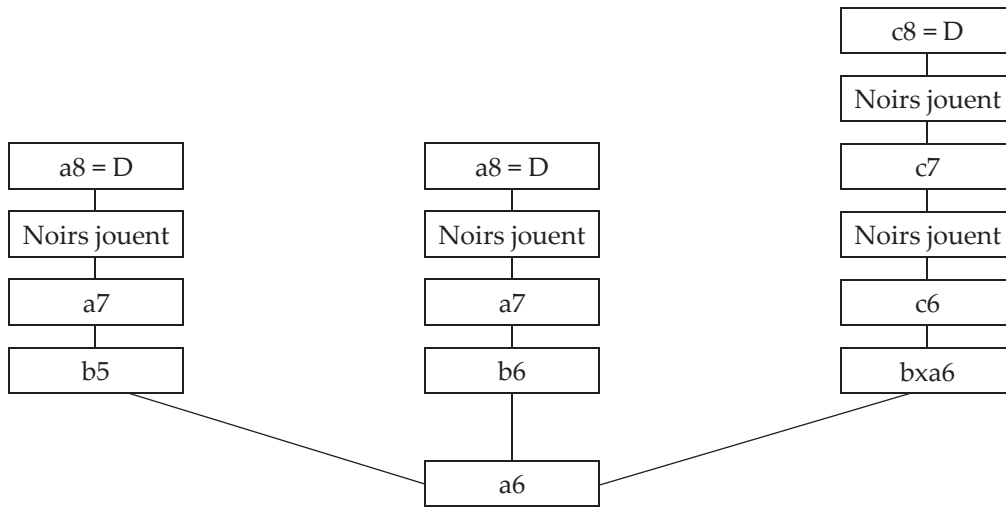 c8 = D
Noirs jouent
a8 = D
a8 = D
c7
Noirs jouent
Noirs jouent
Noirs jouent
a7
a7
c6
b5
b6
bxa6
a6